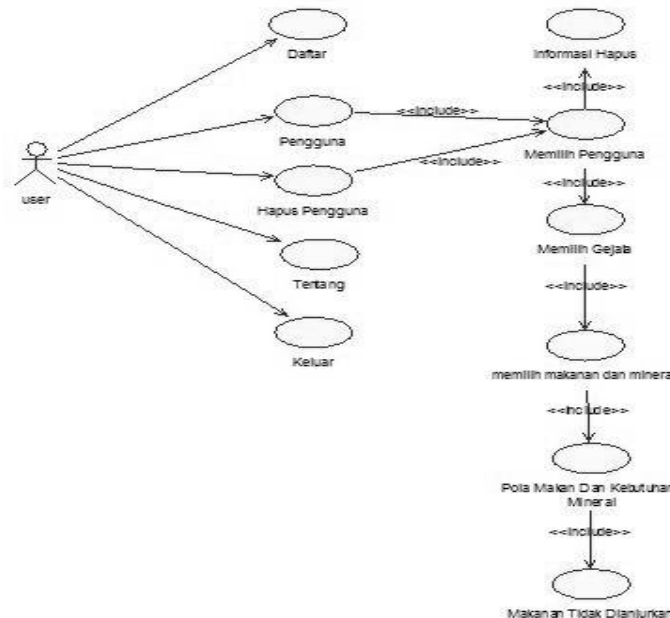 Daftar
Informasi Hapus
<<include>>
Pengguna
<<include>>
Memilih Pengguna
<<include>>
<<include>>
user
Hapus Pengguna
Memilih Gejala
Tentang
<<include>>
Keluar
memilih makanan dan minera
<<include>>
Pola Makan Dan Kebutuhan
Mineral
<<include>>
Makanan Tidak Dianjurkan